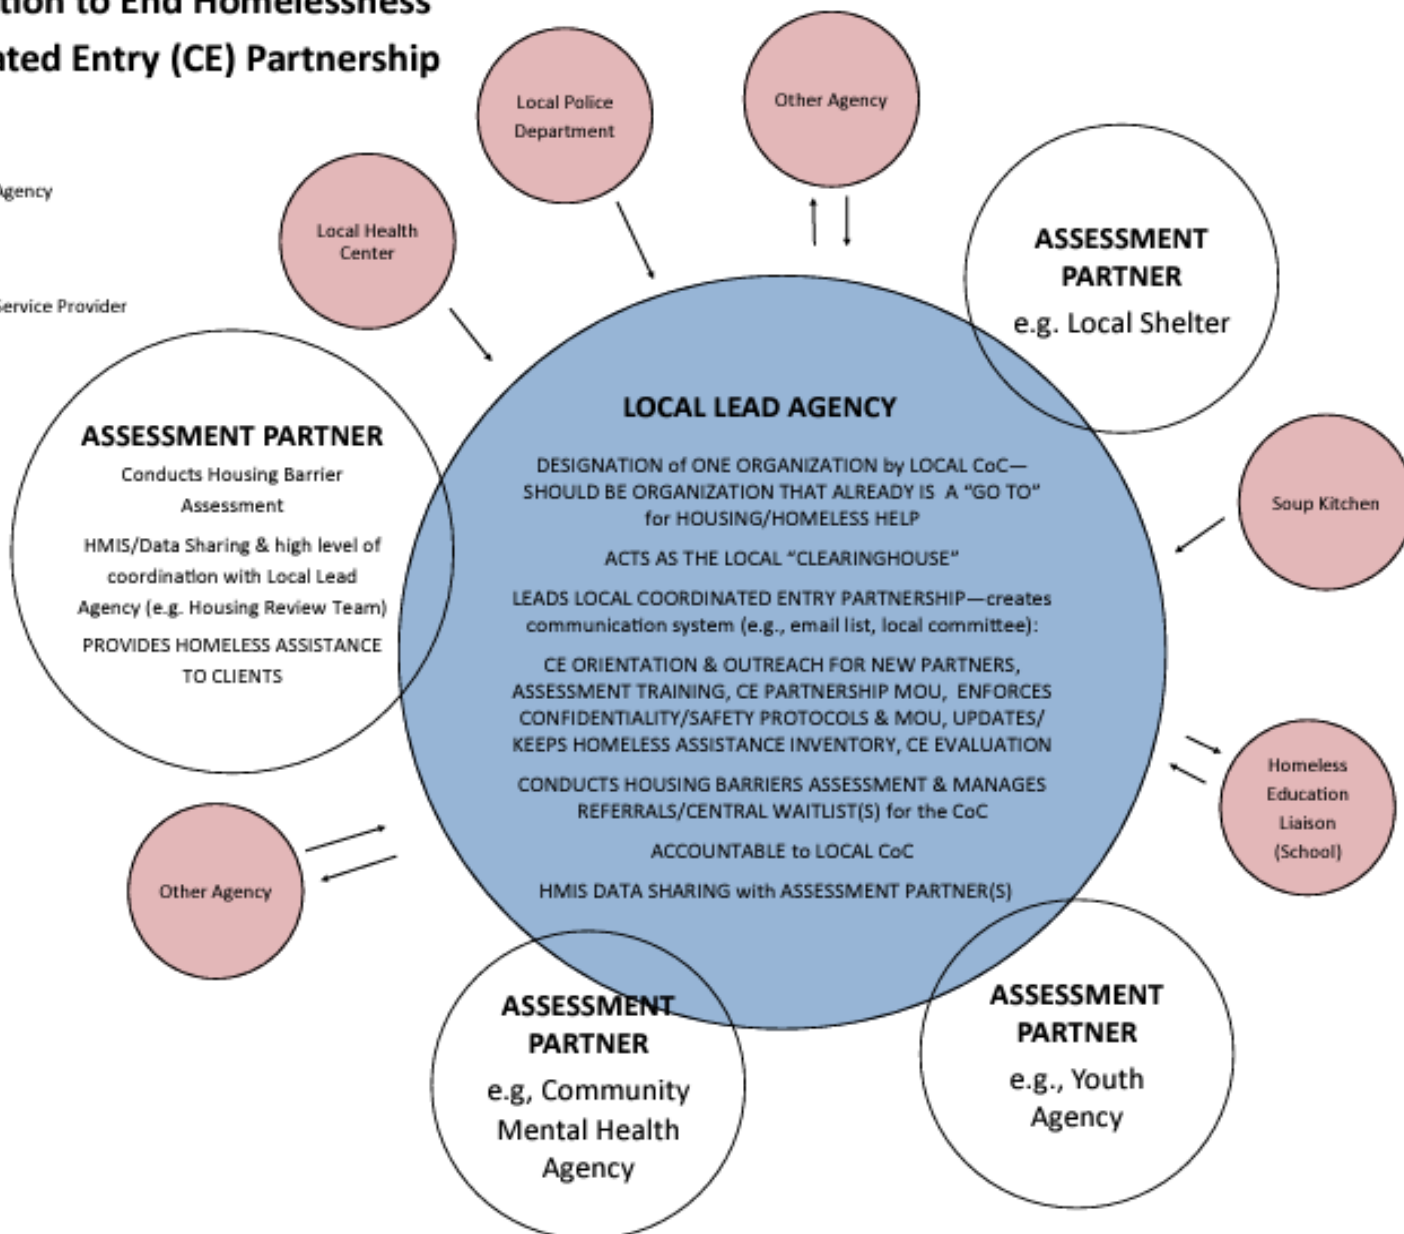 tion to End Homelessness
ated Entry (CE) Partnership
Agency
Service Provider
Local Police
Department
Other Agency
Local Health
Center
ASSESSMENT
PARTNER
e.g. Local Shelter
ASSESSMENT PARTNER
Conducts Housing Barrier
Assessment
HMIS/Data Sharing & high level of
coordination with Local Lead
Agency (e.g. Housing Review Team)
PROVIDES HOMELESS ASSISTANCE
TO CLIENTS
LOCAL LEAD AGENCY
DESIGNATION of ONE ORGANIZATION by LOCAL CoC—
SHOULD BE ORGANIZATION THAT ALREADY IS A “GO TO”
for HOUSING/HOMELESS HELP
ACTS AS THE LOCAL “CLEARINGHOUSE”
LEADS LOCAL COORDINATED ENTRY PARTNERSHIP—creates
communication system (e.g., email list, local committee):
CE ORIENTATION & OUTREACH FOR NEW PARTNERS,
ASSESSMENT TRAINING, CE PARTNERSHIP MOU, ENFORCES
CONFIDENTIALITY/SAFETY PROTOCOLS & MOU, UPDATES/
KEEPS HOMELESS ASSISTANCE INVENTORY, CE EVALUATION
CONDUCTS HOUSING BARRIERS ASSESSMENT & MANAGES
REFERRALS/CENTRAL WAITLIST(S) for the CoC
ACCOUNTABLE to LOCAL CoC
HMIS DATA SHARING with ASSESSMENT PARTNER(S)
Soup Kitchen
Homeless
Education
Liaison
(School)
Other Agency
ASSESSMENT
PARTNER
e.g, Community
Mental Health
Agency
ASSESSMENT
PARTNER
e.g., Youth
Agency